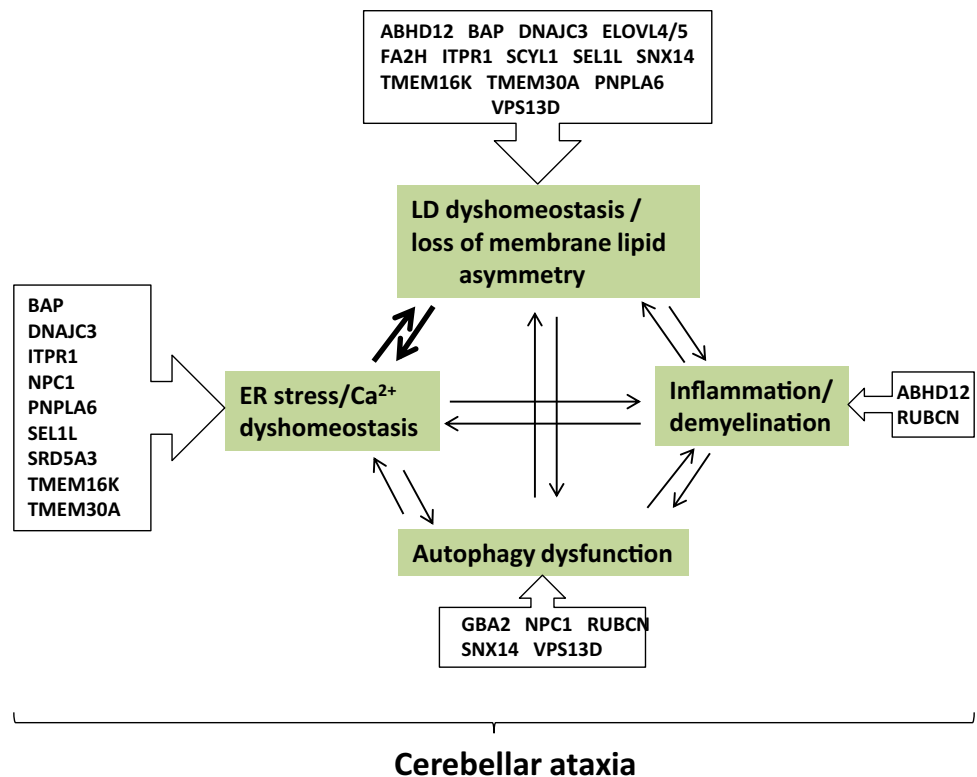 ABHD12 BAP DNAJC3 ELOVL4/5
FA2H ITPR1 SCYL1 SEL1L SNX14
TMEM16K TMEM30A PNPLA6
VPS13D
LD dyshomeostasis /
loss of membrane lipid
asymmetry
BAP
DNAJC3
ITPR1
NPC1
PNPLA6
SEL1L
SRD5A3
TMEM16K
TMEM30A
ER stress/Ca²⁺
dyshomeostasis
Inflammation/
demyelination
ABHD12
RUBCN
Autophagy dysfunction
GBA2 NPC1 RUBCN
SNX14 VPS13D
Cerebellar ataxia